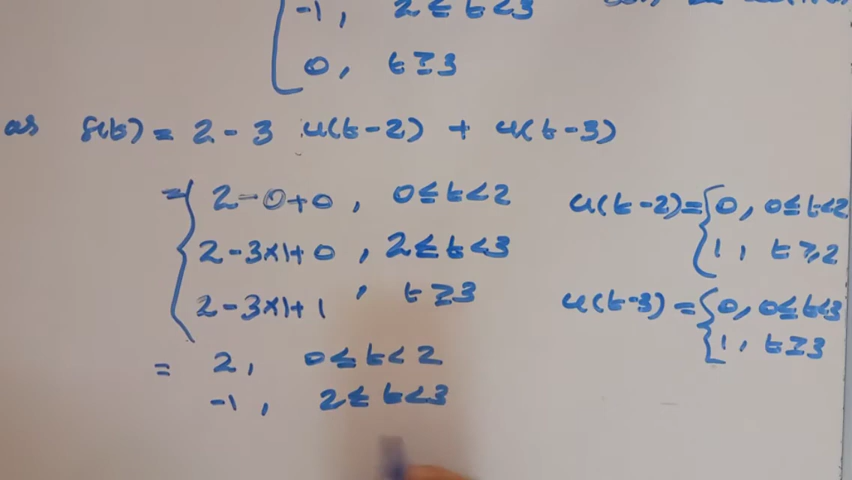 -1, 2 ≤ t < 3
0, t ≥ 3
as f(t) = 2 - 3 u(t-2) + u(t-3)
= { 2-0+0, 0 ≤ t < 2
2-3×1+0, 2 ≤ t < 3
2-3×1+1, t ≥ 3
u(t-2) = { 0, 0 ≤ t < 2
1, t ≥ 2
u(t-3) = { 0, 0 ≤ t < 3
1, t ≥ 3
= 2, 0 ≤ t < 2
-1, 2 ≤ t < 3